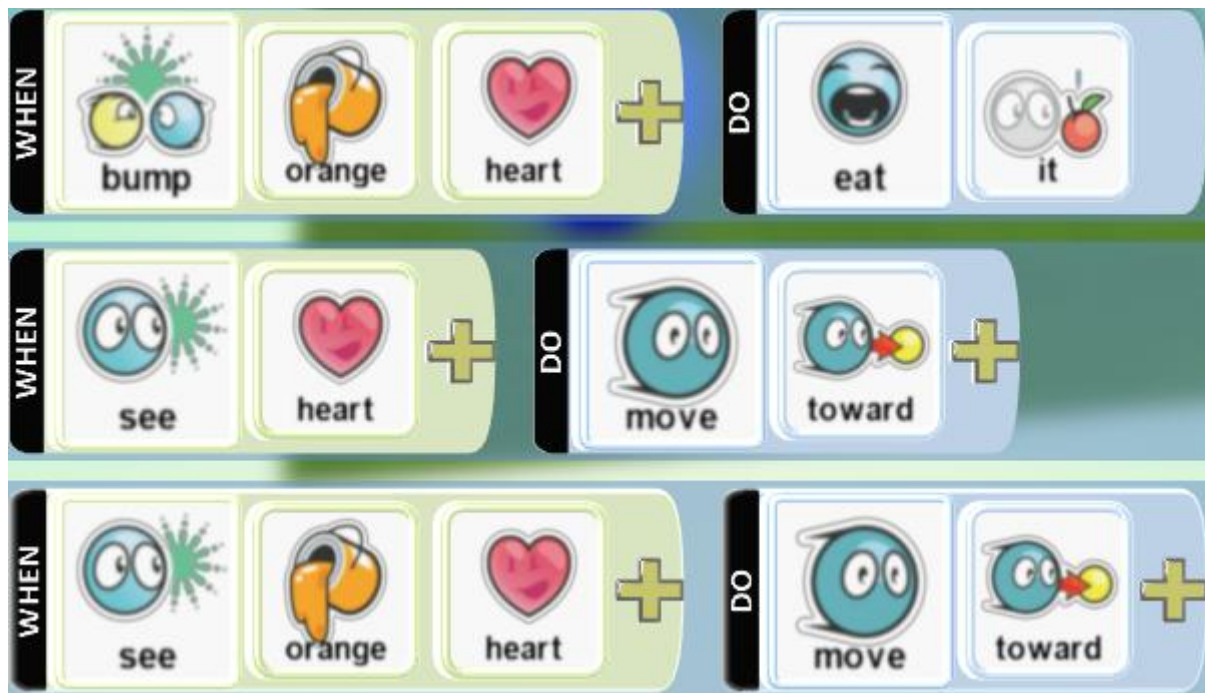 WHEN bump orange heart DO eat it
WHEN see heart DO move toward
WHEN see orange heart DO move toward